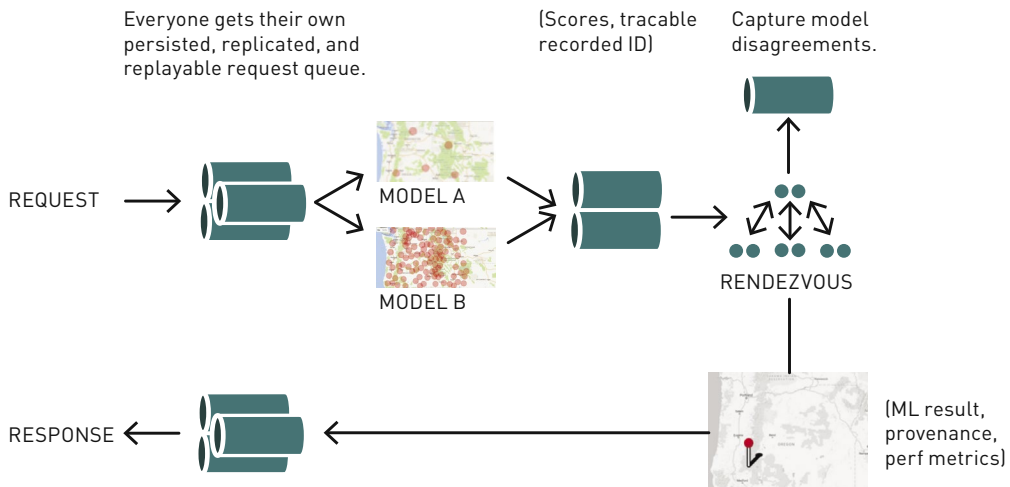 Everyone gets their own
persisted, replicated, and
replayable request queue.
(Scores, tracable
recorded ID)
Capture model
disagreements.
REQUEST
MODEL A
MODEL B
RENDEZVOUS
RESPONSE
(ML result,
provenance,
perf metrics)